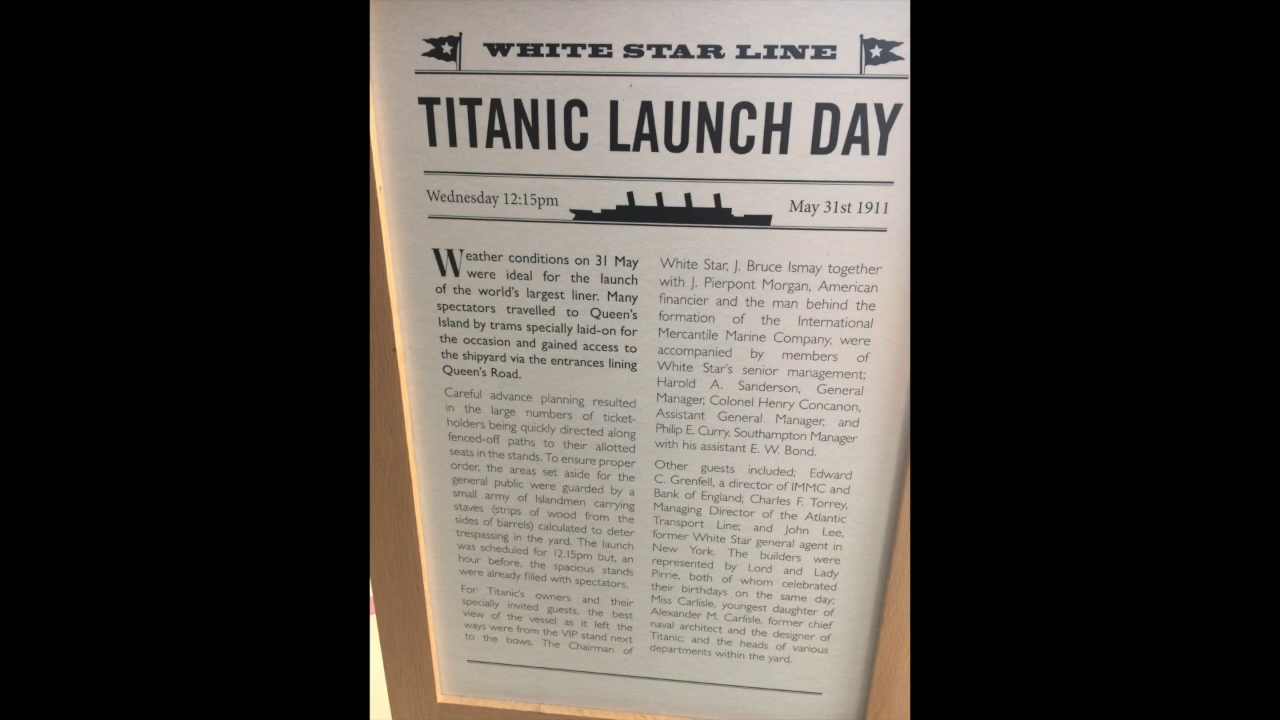 WHITE STAR LINE
TITANIC LAUNCH DAY
Wednesday 12:15pm
May 31st 1911
Weather conditions on 31 May
were ideal for the launch
of the world's largest liner. Many
spectators travelled to Queen's
Island by trams specially laid-on for
the occasion and gained access to
the shipyard via the entrances lining
Queen's Road.
Careful advance planning resulted
in the large numbers of ticket-
holders being quickly directed along
fenced-off paths to their allotted
seats in the stands. To ensure proper
order, the areas set aside for the
general public were guarded by a
small army of Islandmen carrying
staves (strips of wood from the
sides of barrels) calculated to deter
trespassing in the yard. The launch
was scheduled for 12.15pm but, an
hour before, the spacious stands
were already filled with spectators.
For Titanic's owners and their
specially invited guests, the best
view of the vessel as it left the
ways were from the VIP stand next
to the bows. The Chairman of
White Star, J. Bruce Ismay together
with J. Pierpont Morgan, American
financier and the man behind the
formation of the International
Mercantile Marine Company, were
accompanied by members of
White Star's senior management;
Harold A. Sanderson, General
Manager, Colonel Henry Concanon,
Assistant General Manager, and
Philip E. Curry, Southampton Manager
with his assistant E. W. Bond.
Other guests included; Edward
C. Grenfell, a director of IMMC and
Bank of England; Charles F. Torrey,
Managing Director of the Atlantic
Transport Line; and John Lee,
former White Star general agent in
New York. The builders were
represented by Lord and Lady
Pirrie, both of whom celebrated
their birthdays on the same day;
Miss Carlisle, youngest daughter of
Alexander M. Carlisle, former chief
naval architect and the designer of
Titanic; and the heads of various
departments within the yard.